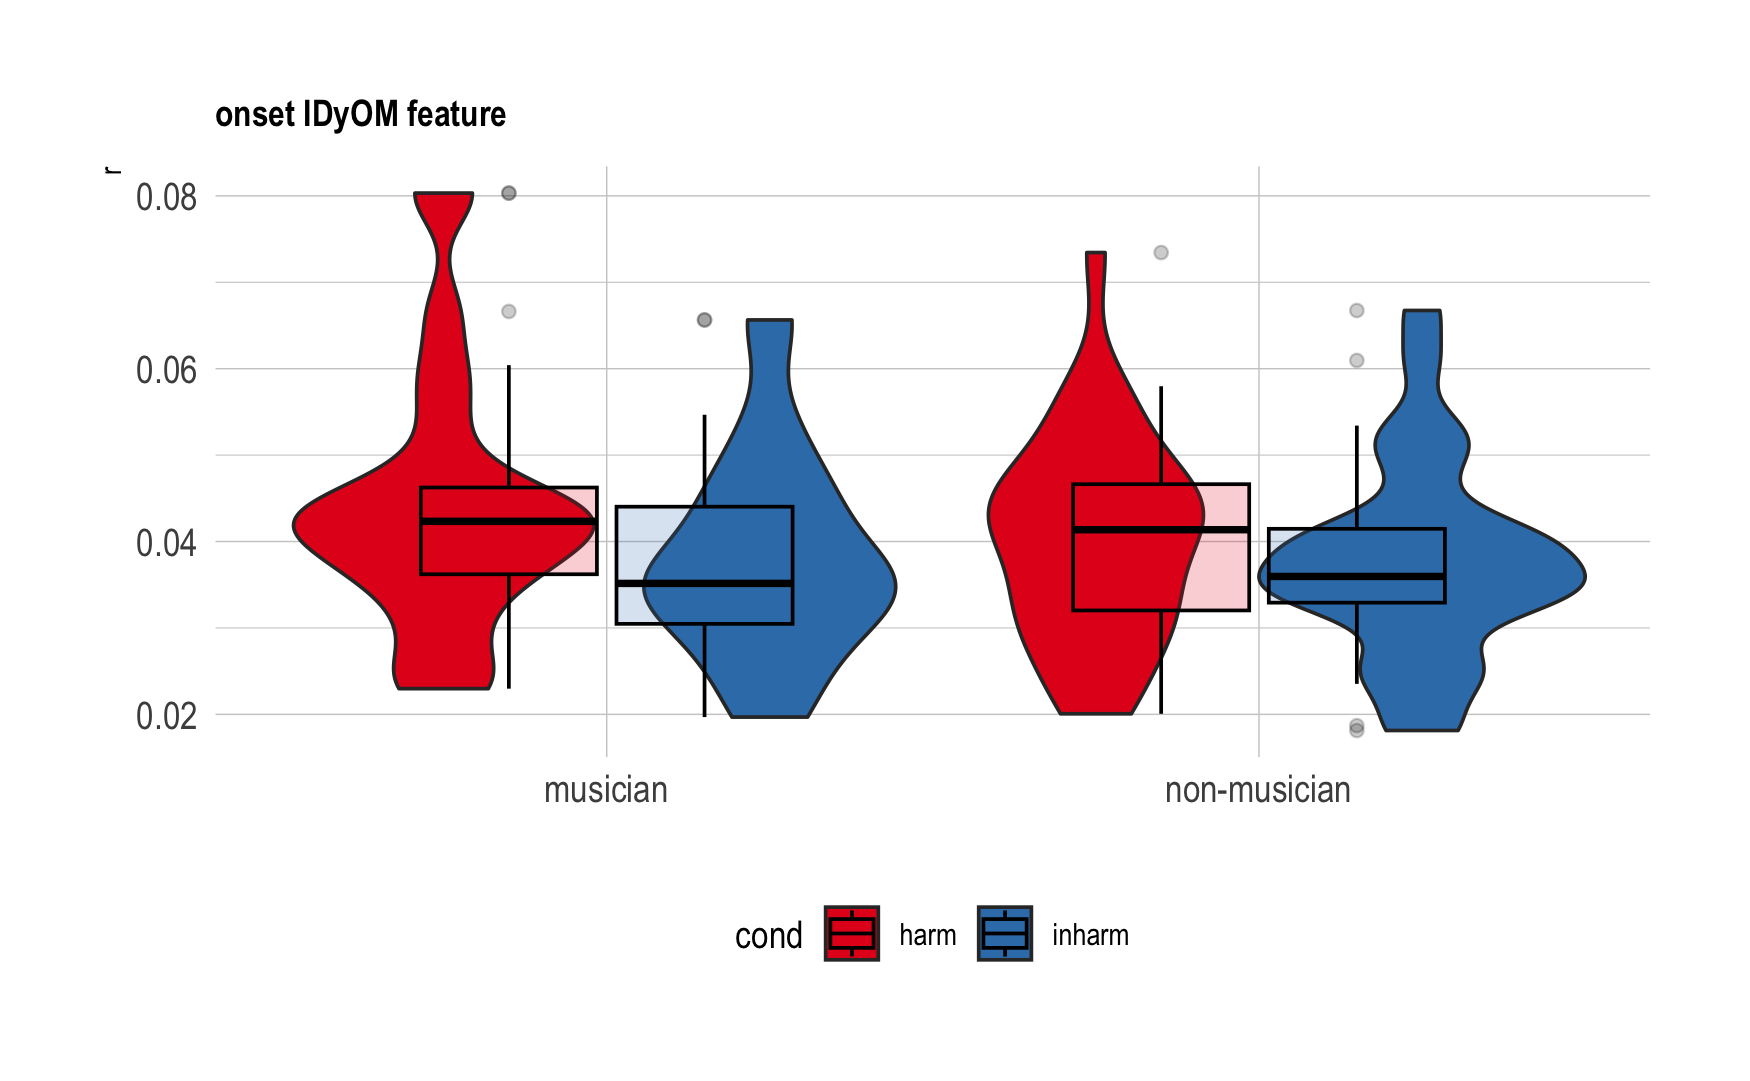 onset IDyOM feature
r
0.08
0.06
0.04
0.02
musician non-musician
cond harm inharm